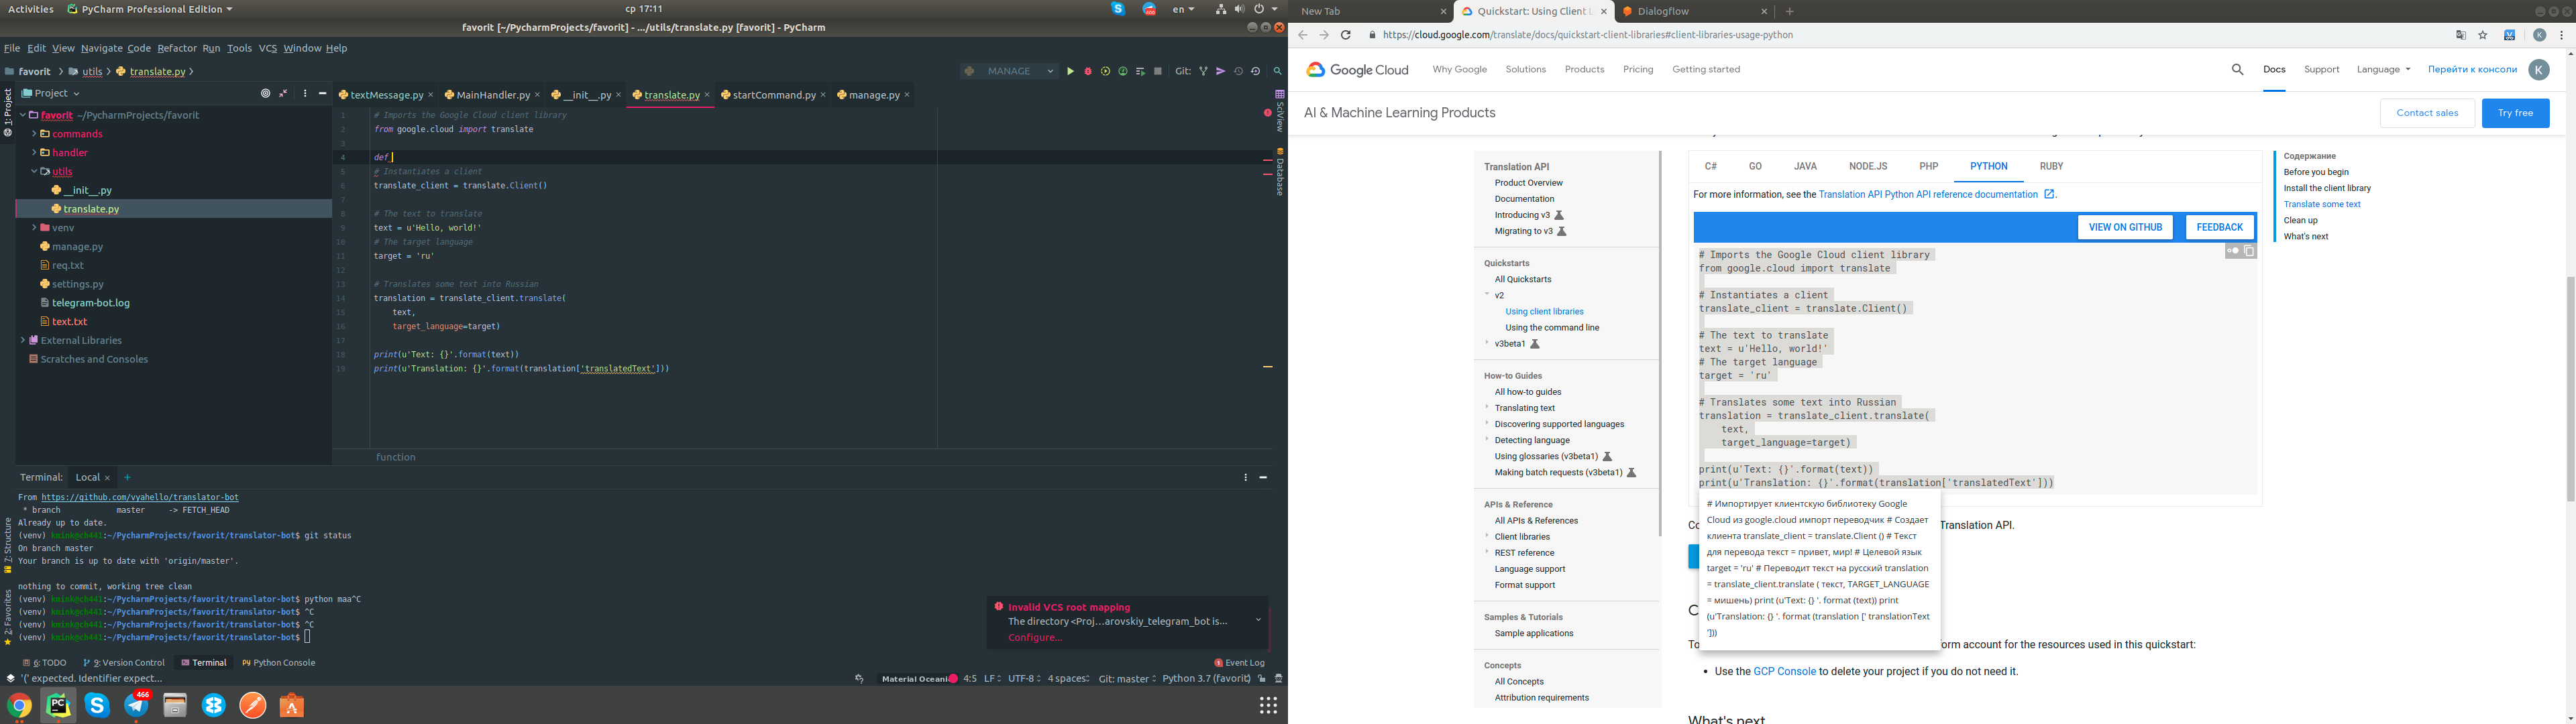 Activities PyCharm Professional Edition ср 17:11 en
favorit [~/PycharmProjects/favorit] - .../utils/translate.py [favorit] - PyCharm
File Edit View Navigate Code Refactor Run Tools VCS Window Help
favorit utils translate.py MANAGE Git:
Project
favorit ~/PycharmProjects/favorit
commands
handler
utils
__init__.py
translate.py
venv
manage.py
req.txt
settings.py
telegram-bot.log
text.txt
External Libraries
Scratches and Consoles
1: Project
7: Structure
2: Favorites
SciView
Database
textMessage.py MainHandler.py __init__.py translate.py startCommand.py manage.py
1 # Imports the Google Cloud client library
2 from google.cloud import translate
3
4 def
5 # Instantiates a client
6 translate_client = translate.Client()
7
8 # The text to translate
9 text = u'Hello, world!'
10 # The target language
11 target = 'ru'
12
13 # Translates some text into Russian
14 translation = translate_client.translate(
15 text,
16 target_language=target)
17
18 print(u'Text: {}'.format(text))
19 print(u'Translation: {}'.format(translation['translatedText']))
function
Terminal: Local +
From https://github.com/vyahello/translator-bot
* branch master -> FETCH_HEAD
Already up to date.
(venv) kmink@ch441:~/PycharmProjects/favorit/translator-bot$ git status
On branch master
Your branch is up to date with 'origin/master'.
nothing to commit, working tree clean
(venv) kmink@ch441:~/PycharmProjects/favorit/translator-bot$ python maa^C
(venv) kmink@ch441:~/PycharmProjects/favorit/translator-bot$ ^C
(venv) kmink@ch441:~/PycharmProjects/favorit/translator-bot$ ^C
(venv) kmink@ch441:~/PycharmProjects/favorit/translator-bot$
Invalid VCS root mapping
The directory <Proj...arovskiy_telegram_bot is...
Configure...
6: TODO 9: Version Control Terminal Python Console 1 Event Log
'(' expected. Identifier expect... Material Oceanic 4:5 LF UTF-8 4 spaces Git: master Python 3.7 (favorit)
PC 466
New Tab Quickstart: Using Client L Dialogflow
https://cloud.google.com/translate/docs/quickstart-client-libraries#client-libraries-usage-python K
Google Cloud Why Google Solutions Products Pricing Getting started Docs Support Language Перейти к консоли K
AI & Machine Learning Products Contact sales Try free
Translation API
Product Overview
Documentation
Introducing v3
Migrating to v3
Quickstarts
All Quickstarts
v2
Using client libraries
Using the command line
v3beta1
How-to Guides
All how-to guides
Translating text
Discovering supported languages
Detecting language
Using glossaries (v3beta1)
Making batch requests (v3beta1)
APIs & Reference
All APIs & References
Client libraries
REST reference
Language support
Format support
Samples & Tutorials
Sample applications
Concepts
All Concepts
Attribution requirements
C# GO JAVA NODE.JS PHP PYTHON RUBY
For more information, see the Translation API Python API reference documentation .
VIEW ON GITHUB FEEDBACK
# Imports the Google Cloud client library
from google.cloud import translate
# Instantiates a client
translate_client = translate.Client()
# The text to translate
text = u'Hello, world!'
# The target language
target = 'ru'
# Translates some text into Russian
translation = translate_client.translate(
text,
target_language=target)
print(u'Text: {}'.format(text))
print(u'Translation: {}'.format(translation['translatedText']))
# Импортирует клиентскую библиотеку Google
Cloud из google.cloud импорт переводчик # Создает
клиента translate_client = translate.Client () # Текст
для перевода текст = привет, мир! # Целевой язык
target = 'ru' # Переводит текст на русский translation
= translate_client.translate ( текст, TARGET_LANGUAGE
= мишень) print (u'Text: {} '. format (text)) print
(u'Translation: {} '. format (translation [' translationText
']))
Translation API.
orm account for the resources used in this quickstart:
Use the GCP Console to delete your project if you do not need it.
What's next
Содержание
Before you begin
Install the client library
Translate some text
Clean up
What's next